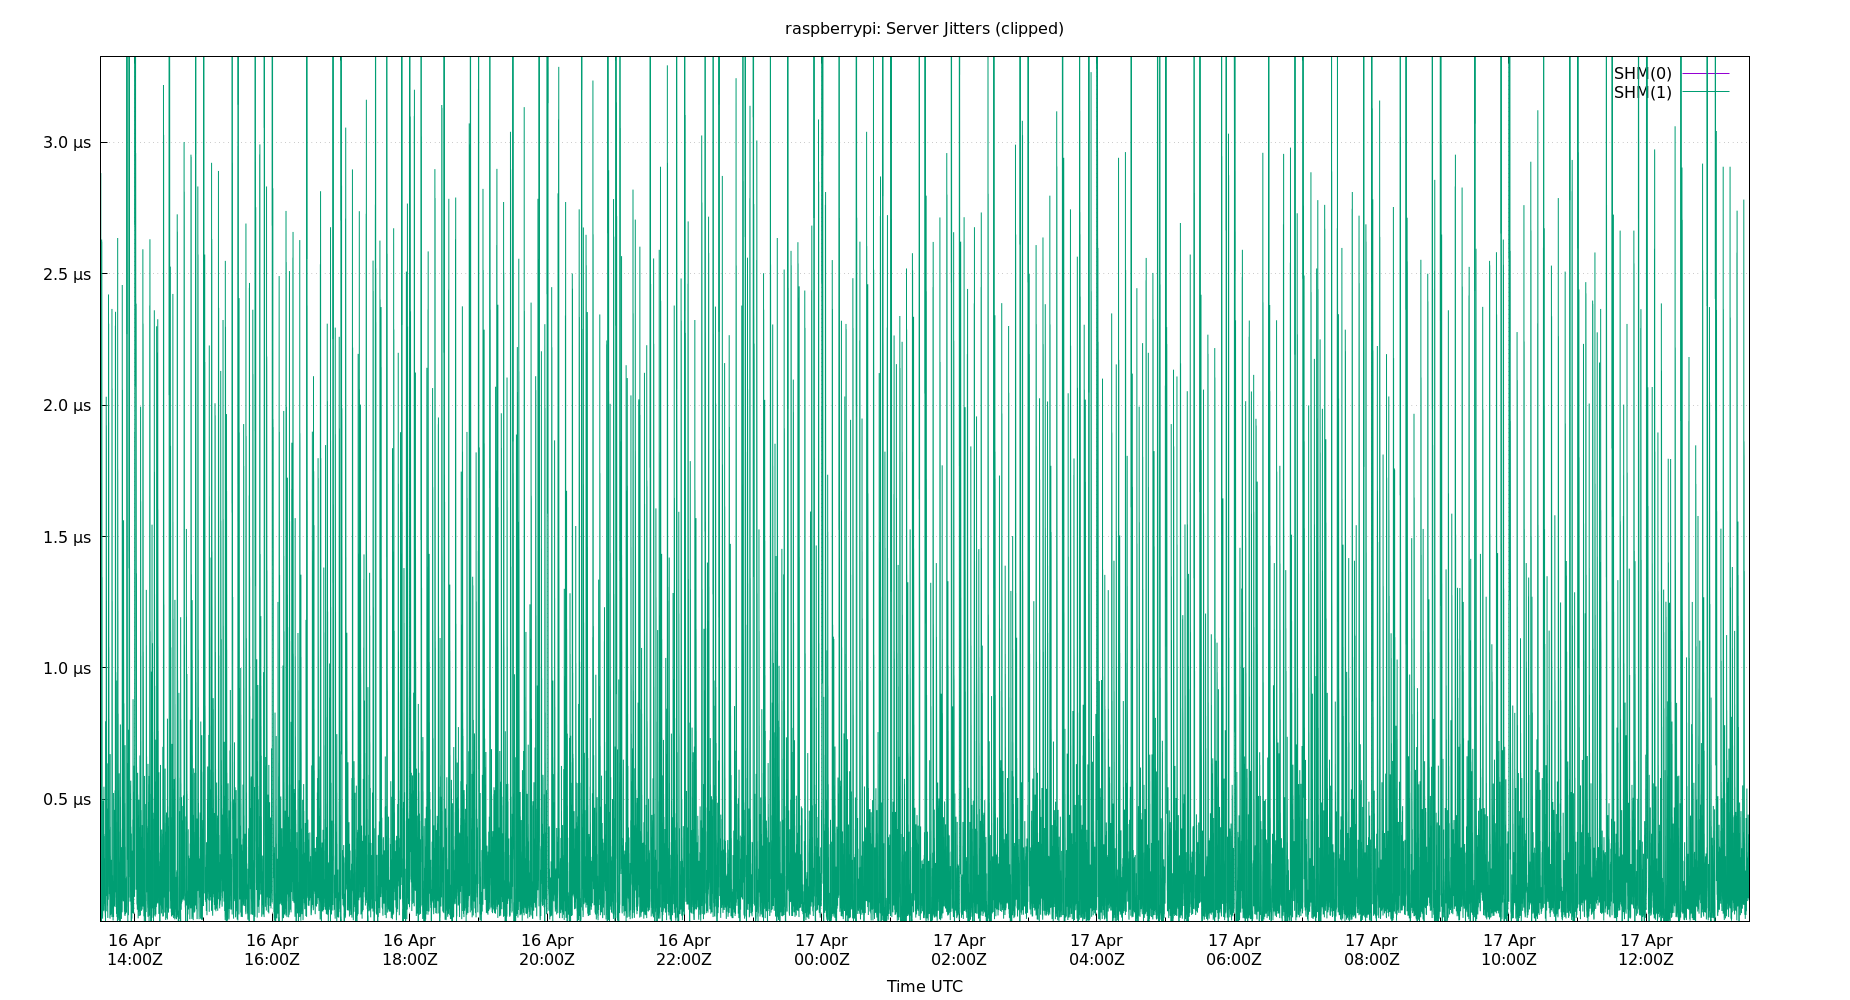 raspberrypi: Server Jitters (clipped)
SHM(0)
SHM(1)
3.0 µs
2.5 µs
2.0 µs
1.5 µs
1.0 µs
0.5 µs
16 Apr 16 Apr 16 Apr 16 Apr 16 Apr 17 Apr 17 Apr 17 Apr 17 Apr 17 Apr 17 Apr 17 Apr
14:00Z 16:00Z 18:00Z 20:00Z 22:00Z 00:00Z 02:00Z 04:00Z 06:00Z 08:00Z 10:00Z 12:00Z
Time UTC